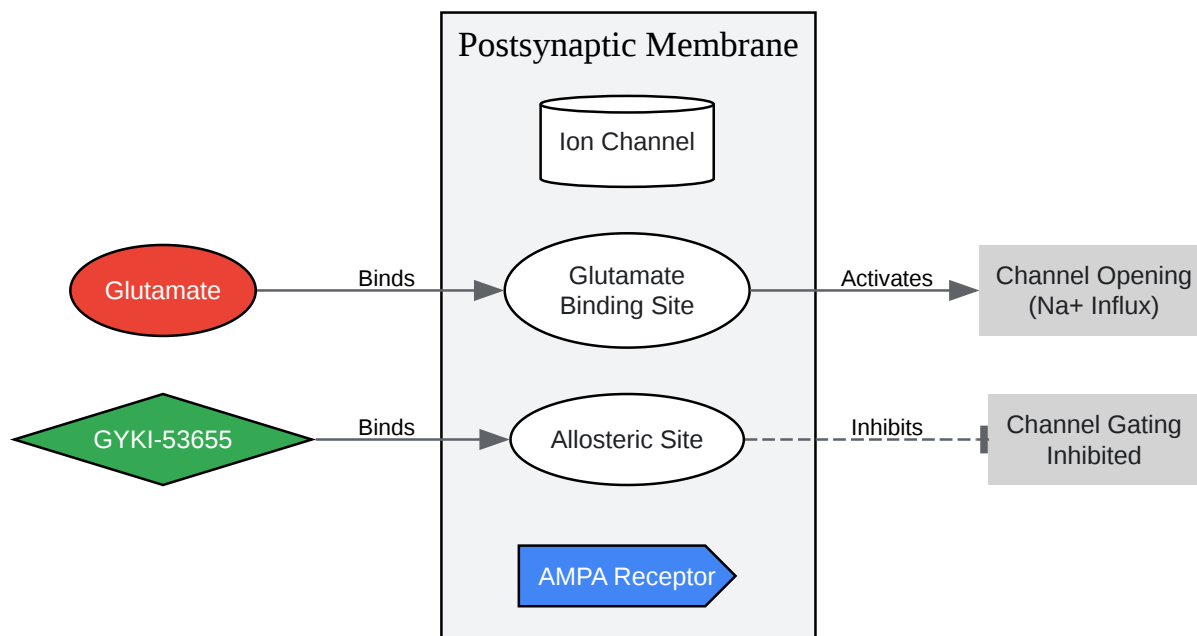 Postsynaptic Membrane
Ion Channel
Glutamate
Binds
Glutamate
Binding Site
Activates
Channel Opening
(Na+ Influx)
GYKI-53655
Binds
Allosteric Site
Inhibits
Channel Gating
Inhibited
AMPA Receptor